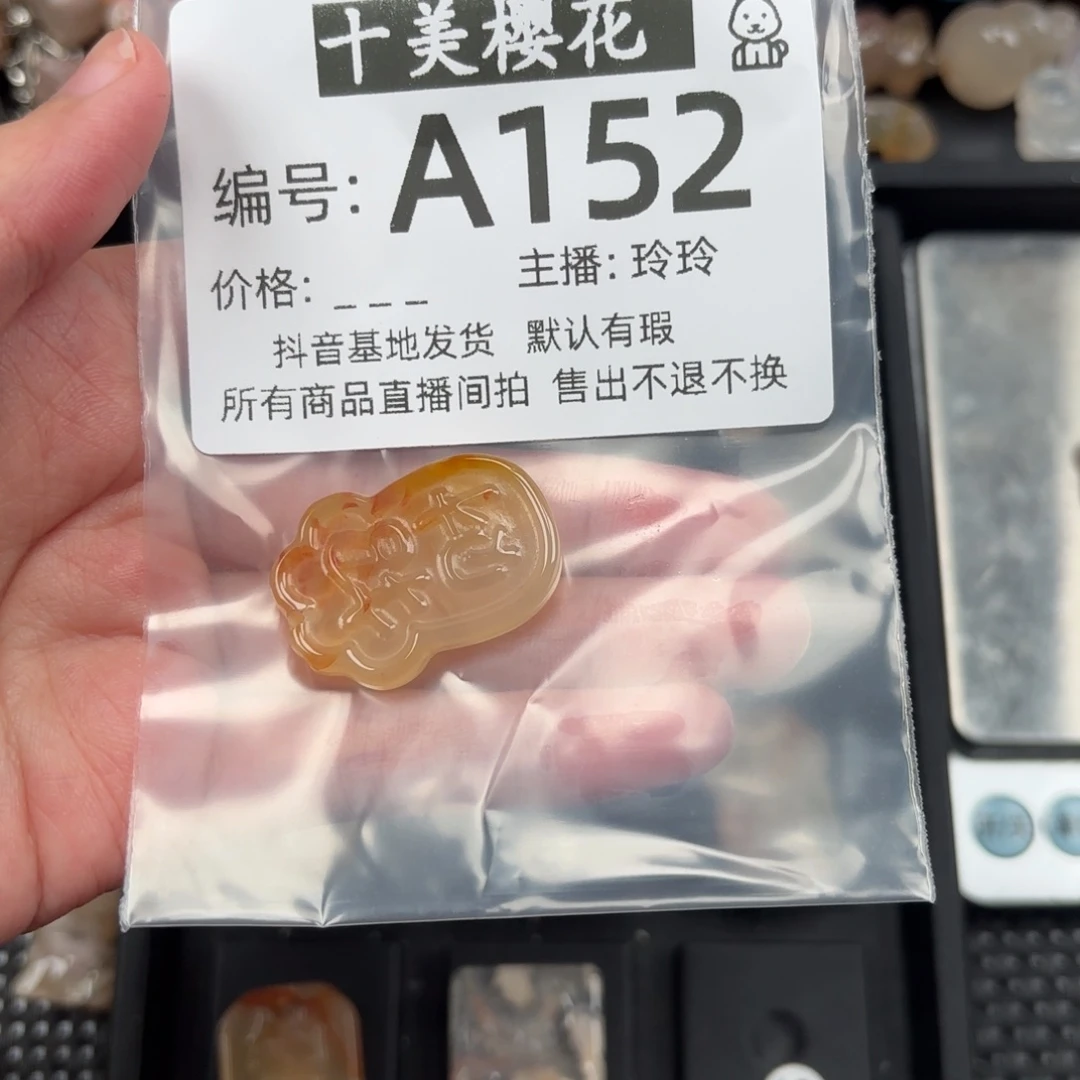 十美樱花
编号: A152
价格: _ _ _ 主播: 玲玲
抖音基地发货 默认有瑕
所有商品直播间拍 售出不退不换